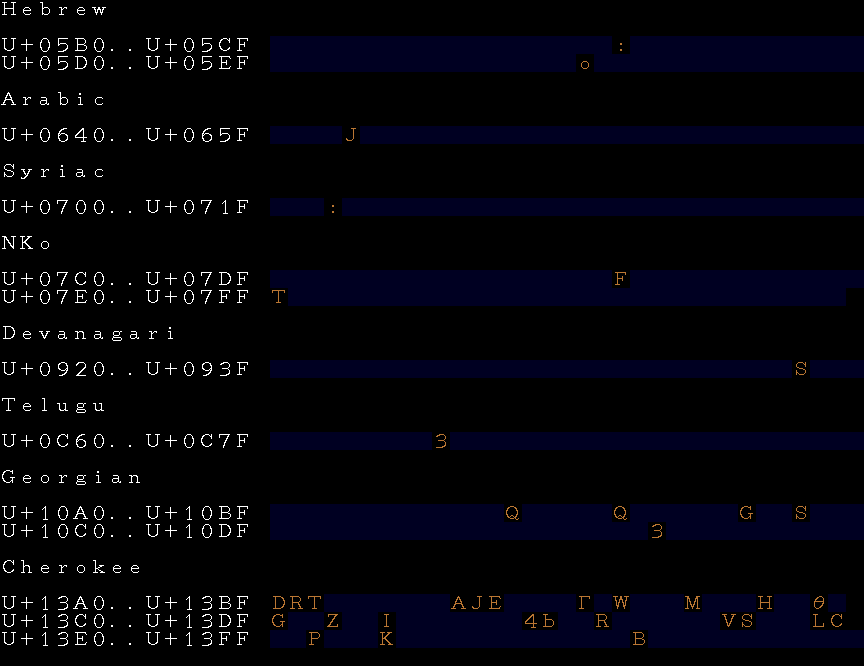 Hebrew
U+05B0..U+05CF :
U+05D0..U+05EF o
Arabic
U+0640..U+065F J
Syriac
U+0700..U+071F :
NKo
U+07C0..U+07DF F
U+07E0..U+07FF T
Devanagari
U+0920..U+093F S
Telugu
U+0C60..U+0C7F 3
Georgian
U+10A0..U+10BF Q Q G S
U+10C0..U+10DF 3
Cherokee
U+13A0..U+13BF DRT AJE Γ W M H θ
U+13C0..U+13DF G Z I 4b R VS LC
U+13E0..U+13FF P K B